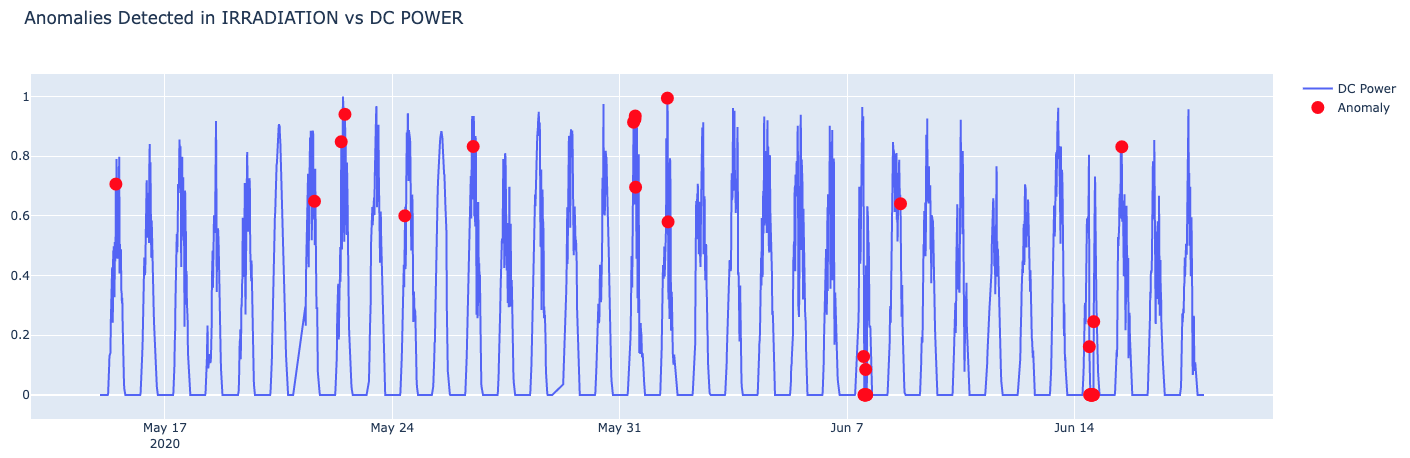 Anomalies Detected in IRRADIATION vs DC POWER
DC Power
Anomaly
1
0.8
0.6
0.4
0.2
0
May 17
2020
May 24
May 31
Jun 7
Jun 14